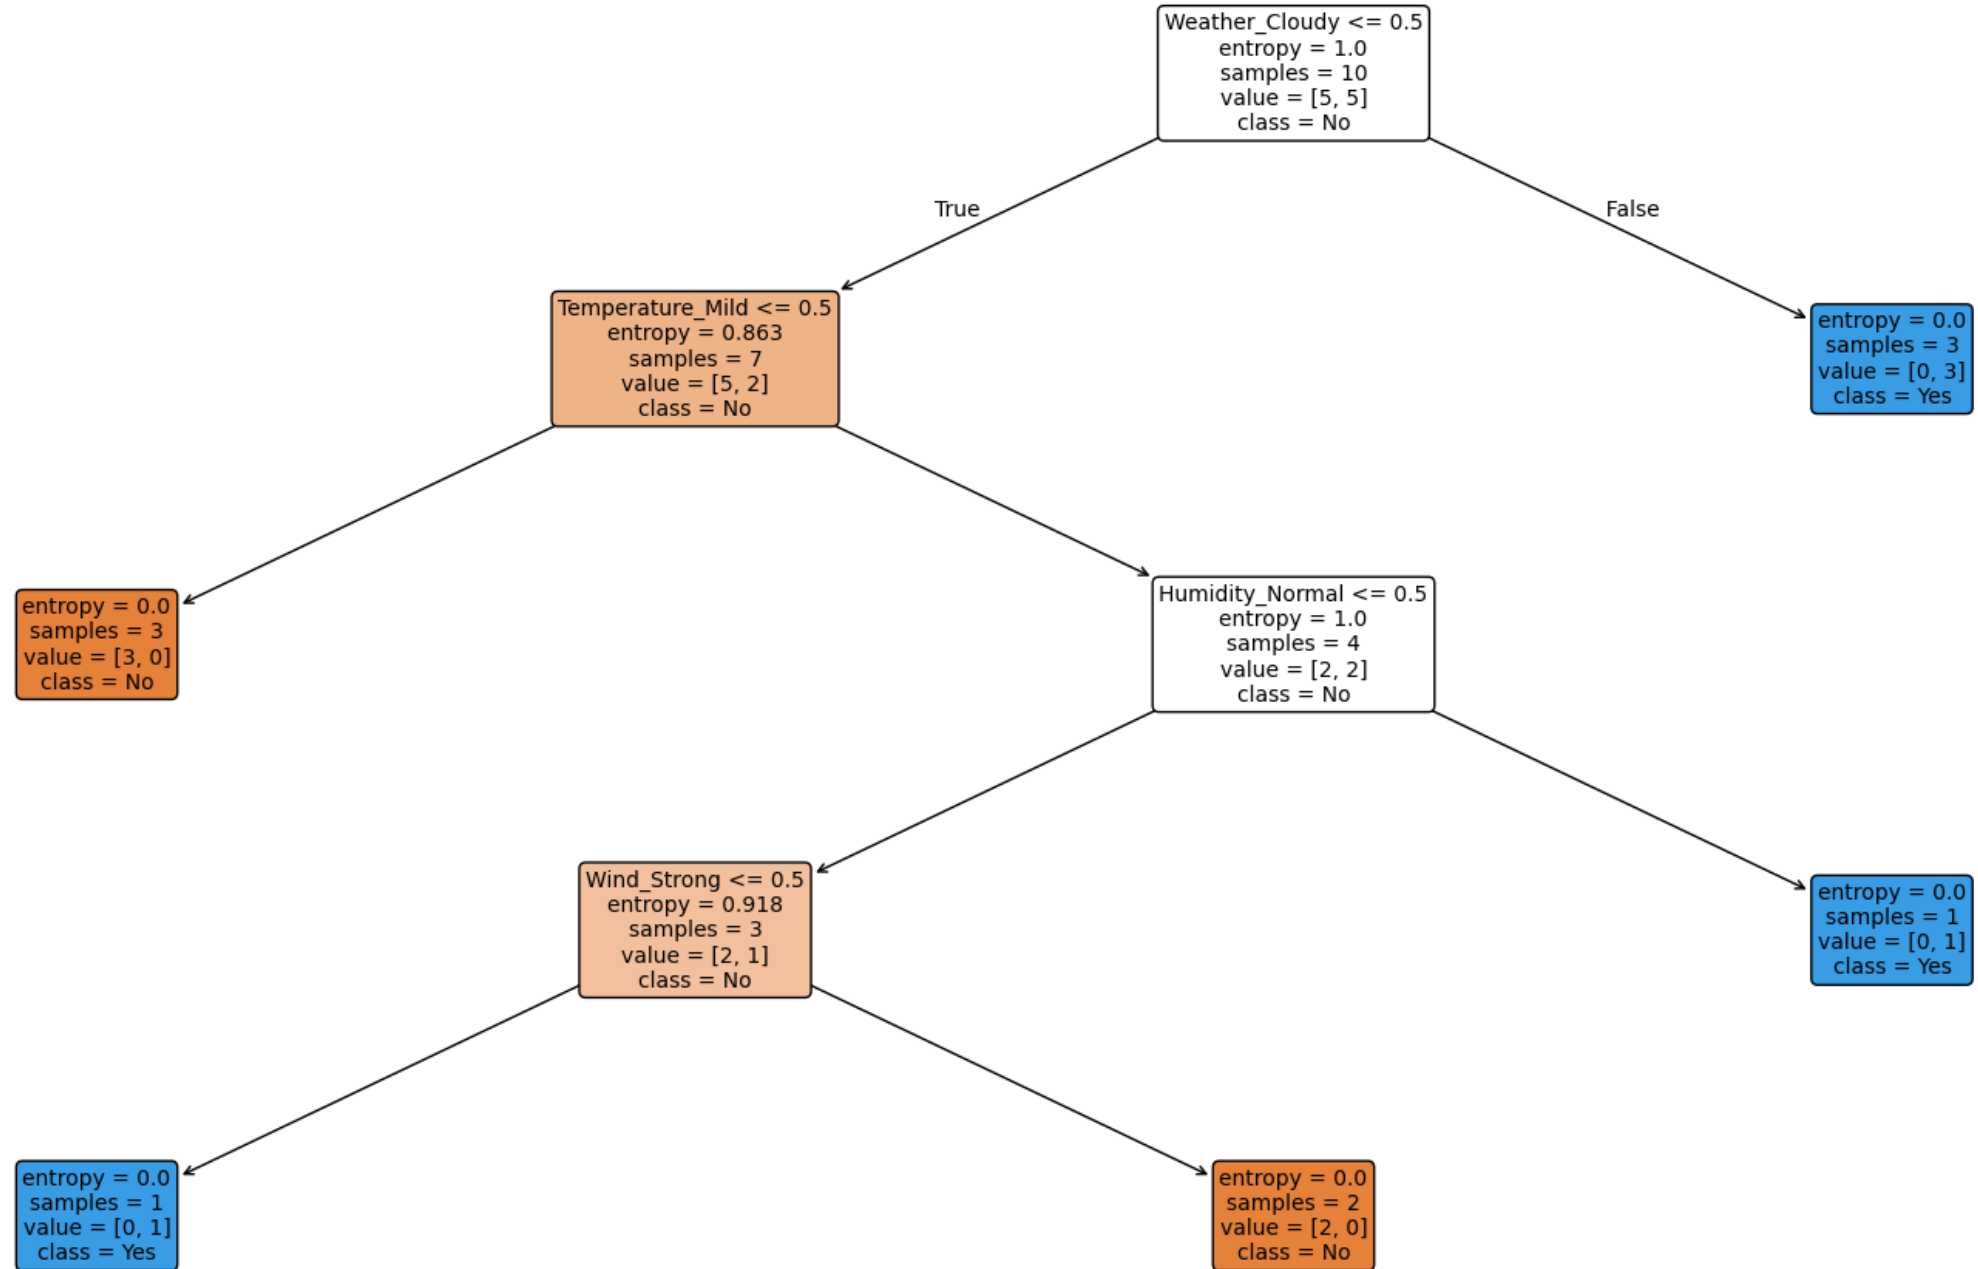 Weather_Cloudy <= 0.5
entropy = 1.0
samples = 10
value = [5, 5]
class = No
True
False
Temperature_Mild <= 0.5
entropy = 0.863
samples = 7
value = [5, 2]
class = No
entropy = 0.0
samples = 3
value = [0, 3]
class = Yes
entropy = 0.0
samples = 3
value = [3, 0]
class = No
Humidity_Normal <= 0.5
entropy = 1.0
samples = 4
value = [2, 2]
class = No
Wind_Strong <= 0.5
entropy = 0.918
samples = 3
value = [2, 1]
class = No
entropy = 0.0
samples = 1
value = [0, 1]
class = Yes
entropy = 0.0
samples = 1
value = [0, 1]
class = Yes
entropy = 0.0
samples = 2
value = [2, 0]
class = No